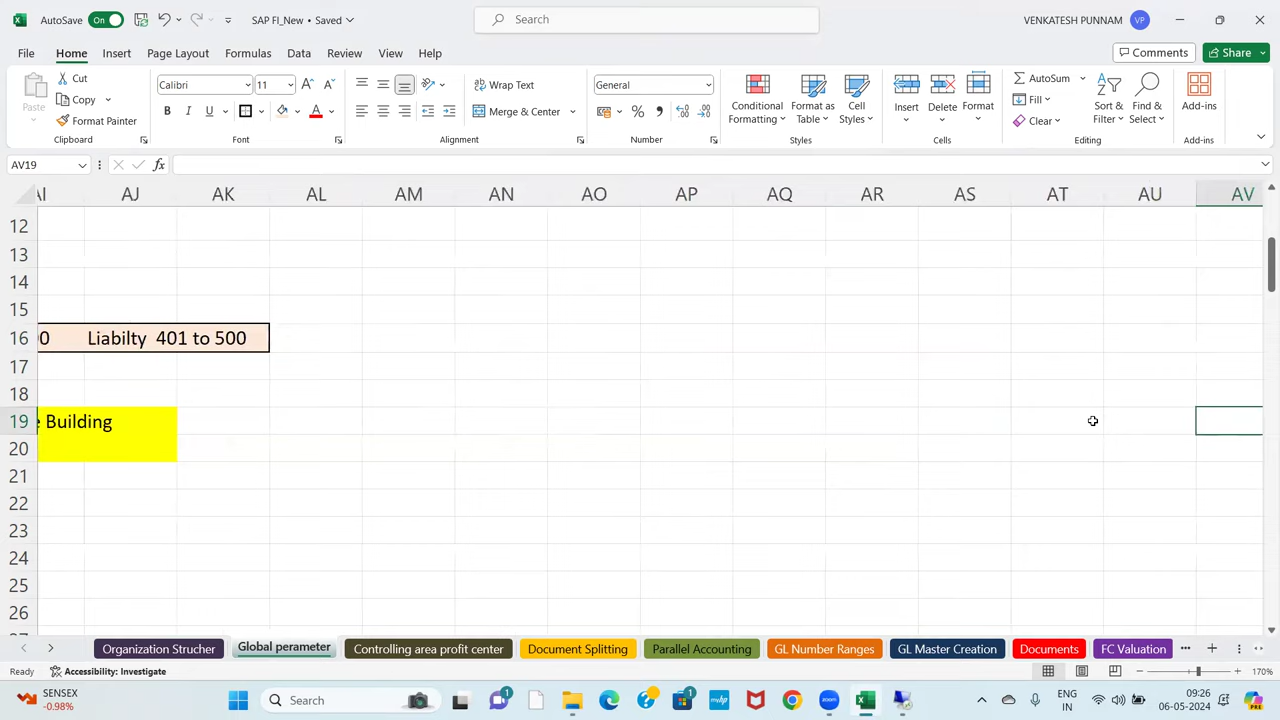 AutoSave On SAP FI_New • Saved Search VENKATESH PUNNAM VP
File Home Insert Page Layout Formulas Data Review View Help Comments Share
Paste Cut Copy Format Painter Clipboard
Calibri 11 B I U A Font
Wrap Text Merge & Center Alignment
General % , Number
Conditional Formatting Format as Table Cell Styles Styles
Insert Delete Format Cells
AutoSum Fill Clear Sort & Filter Find & Select Editing
Add-ins Add-ins
AV19 fx
AI AJ AK AL AM AN AO AP AQ AR AS AT AU AV
12
13
14
15
16 00 Liabilty 401 to 500
17
18
19 e Building
20
21
22
23
24
25
26
Organization Strucher Global perameter Controlling area profit center Document Splitting Parallel Accounting GL Number Ranges GL Master Creation Documents FC Valuation
Ready Accessibility: Investigate 170%
SENSEX -0.98% Search 1 1 ENG IN 09:26 06-05-2024